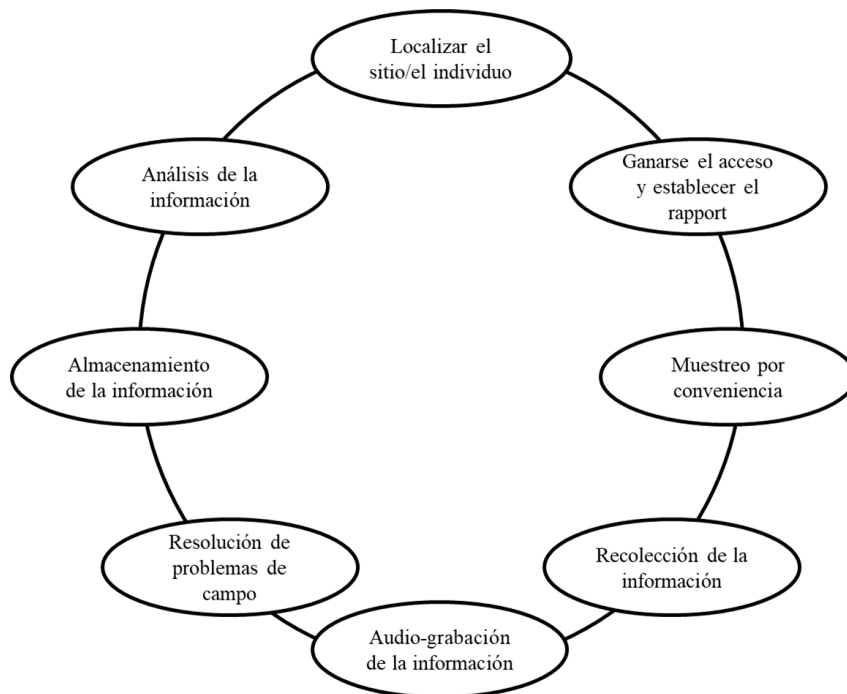 Localizar el
sitio/el individuo
Ganarse el acceso
y establecer el
rapport
Muestreo por
conveniencia
Recolección de la
información
Audio-grabación
de la información
Resolución de
problemas de
campo
Almacenamiento
de la información
Análisis de la
información